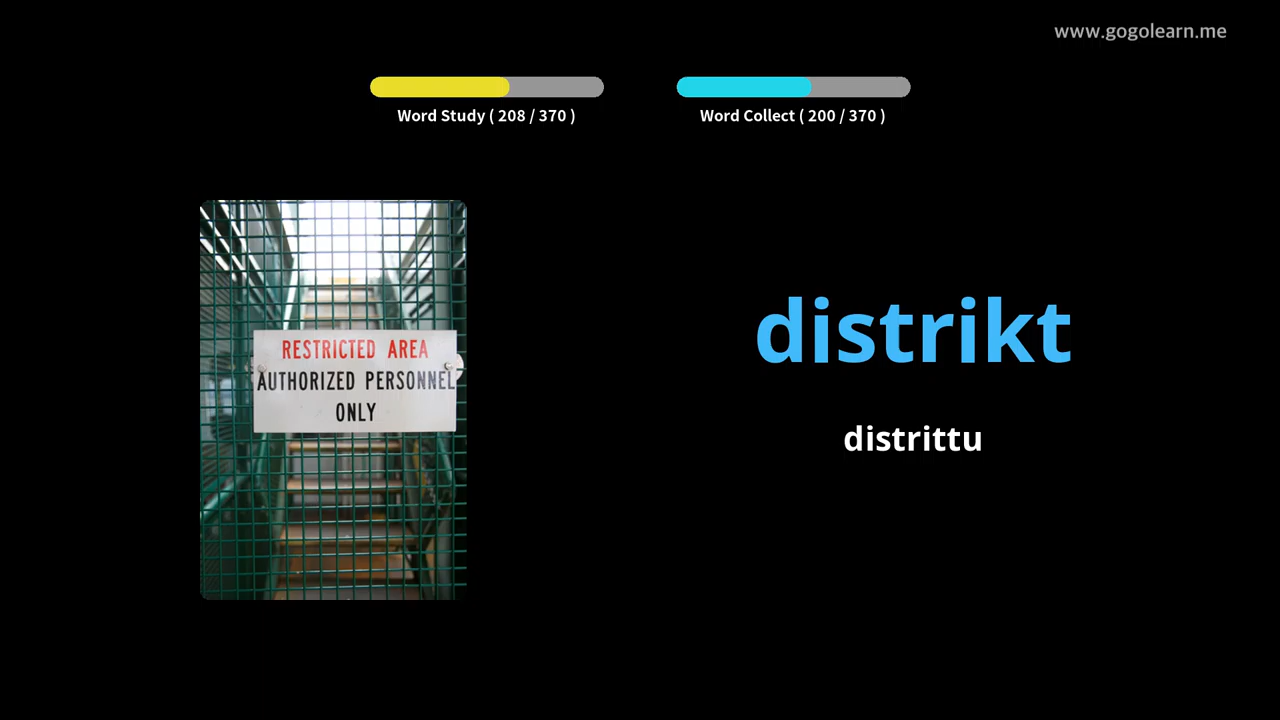 www.gogolearn.me
Word Study ( 208 / 370 )
Word Collect ( 200 / 370 )
RESTRICTED AREA
AUTHORIZED PERSONNEL
ONLY
distrikt
distrittu